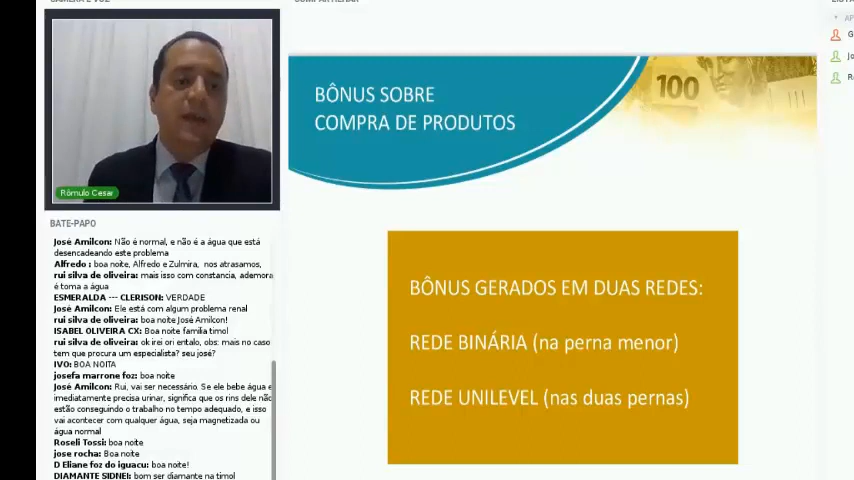 Rômulo Cesar
BATE-PAPO
José Amilcon: Não é normal, e não é a água que está
desencadeando este problema
Alfredo : boa noite, Alfredo e Zulmira, nos atrasamos,
rui silva de oliveira: mais isso com constancia, ademora
é toma a água
ESMERALDA --- CLERISON: VERDADE
José Amilcon: Ele está com algum problema renal
rui silva de oliveira: boa noite José Amilcon!
ISABEL OLIVEIRA CX: Boa noite familia timol
rui silva de oliveira: ok irei ori entalo, obs: mais no caso
tem que procura um especialista? seu josé?
IVO: BOA NOITA
josefa marrone foz: boa noite
José Amilcon: Rui, vai ser necessário. Se ele bebe água e
imediatamente precisa urinar, significa que os rins dele não
estão conseguindo o trabalho no tempo adequado, e isso
vai acontecer com qualquer água, seja magnetizada ou
água normal
Roseli Tossi: boa noite
jose rocha: Boa noite
D Eliane foz do iguacu: boa noite!
DIAMANTE SIDNEI: bom ser diamante na timol
BÔNUS SOBRE
COMPRA DE PRODUTOS
100
BÔNUS GERADOS EM DUAS REDES:
REDE BINÁRIA (na perna menor)
REDE UNILEVEL (nas duas pernas)
AP
G
Jo
R